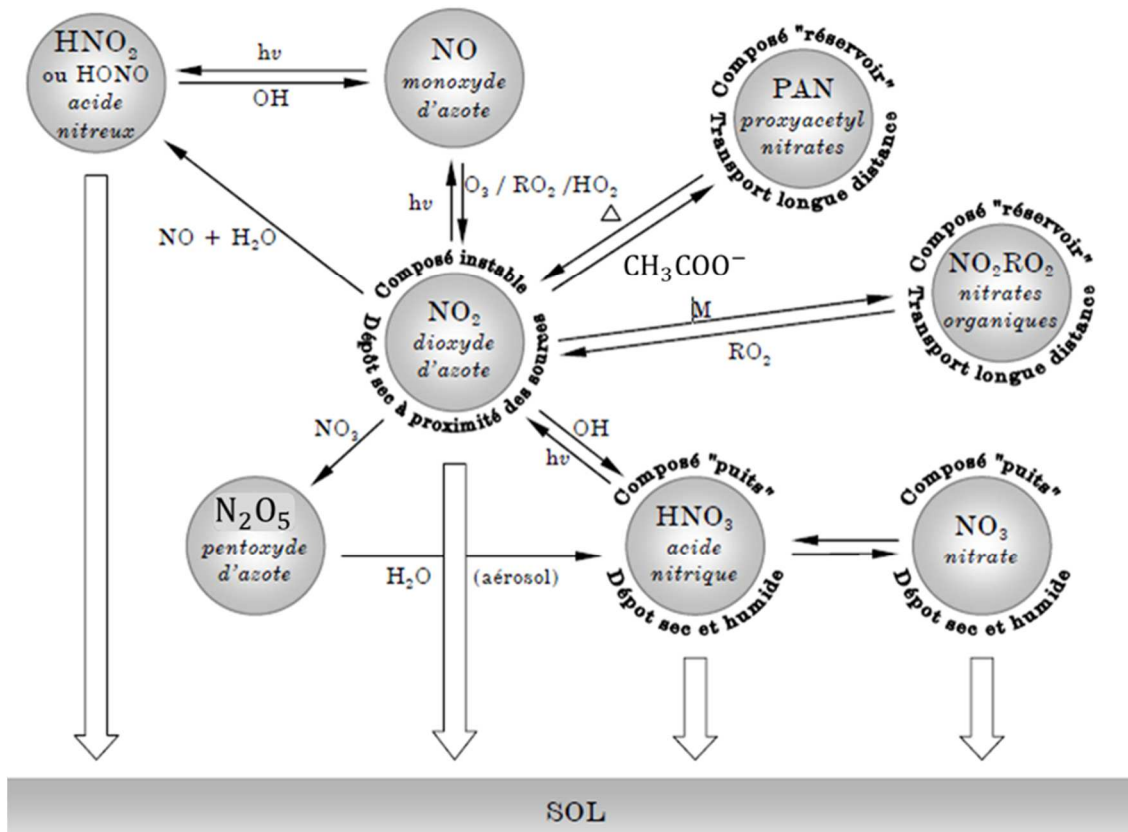 HNO₂
ou HONO
acide
nitreux
hν
OH
NO
monoxyde
d'azote
Composé "réservoir"
PAN
proxyacetyl
nitrates
Transport longue distance
NO + H₂O
hν
O₃ / RO₂ /HO₂
△
CH₃COO⁻
Composé instable
NO₂
dioxyde
d'azote
Dépôt sec à proximité des sources
M
RO₂
Composé "réservoir"
NO₂RO₂
nitrates
organiques
Transport longue distance
NO₃
OH
hν
N₂O₅
pentoxyde
d'azote
H₂O
(aérosol)
Composé "puits"
HNO₃
acide
nitrique
Dépot sec et humide
Composé "puits"
NO₃
nitrate
Dépot sec et humide
SOL